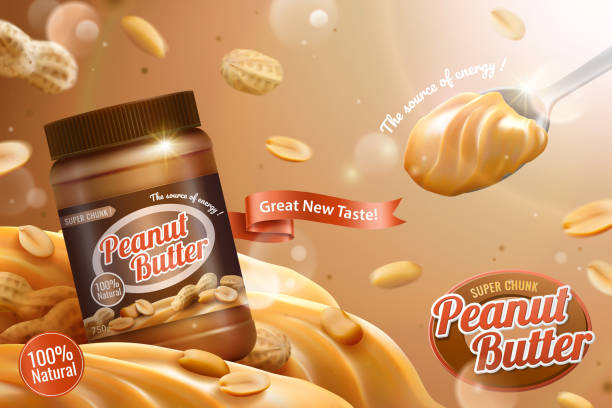 The source of energy !
SUPER CHUNK
Peanut
Butter
100%
Natural
750g
Great New Taste!
The source of energy !
100%
Natural
SUPER CHUNK
Peanut
Butter